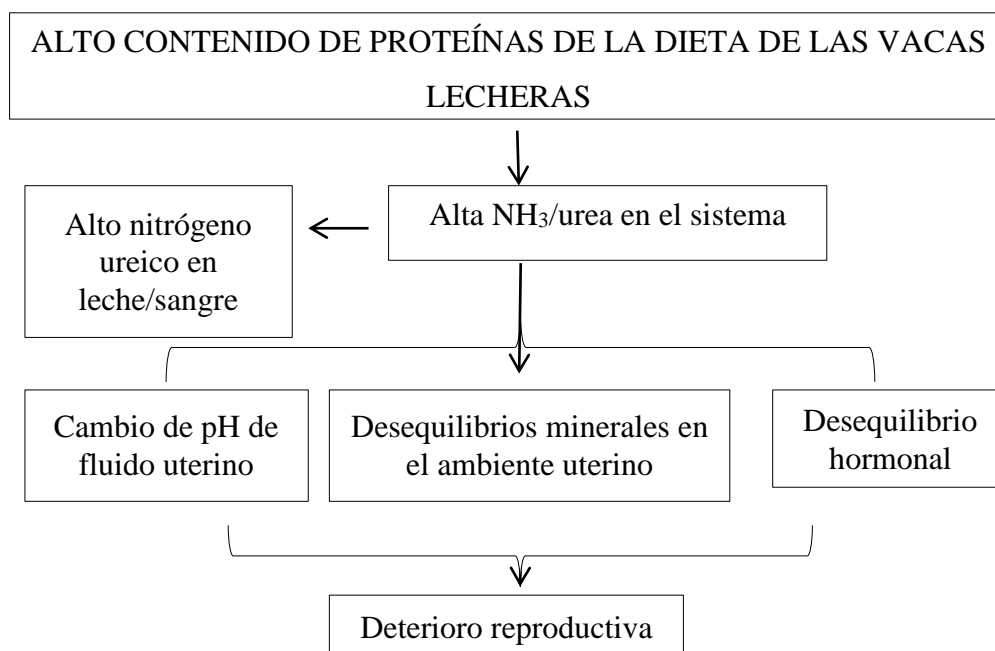 ALTO CONTENIDO DE PROTEÍNAS DE LA DIETA DE LAS VACAS
LECHERAS
Alta NH₃/urea en el sistema
Alto nitrógeno
ureico en
leche/sangre
Cambio de pH de
fluido uterino
Desequilibrios minerales en
el ambiente uterino
Desequilibrio
hormonal
Deterioro reproductiva